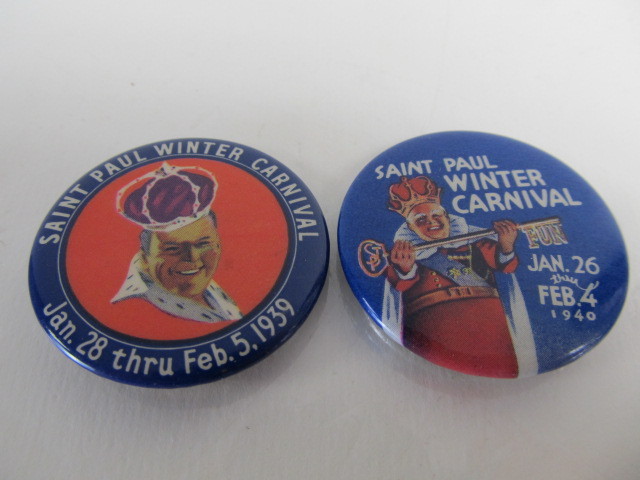 SAINT PAUL WINTER CARNIVAL
Jan. 28 thru Feb. 5, 1939
SAINT PAUL
WINTER
CARNIVAL
FUN
JAN. 26
thru
FEB. 4
1940